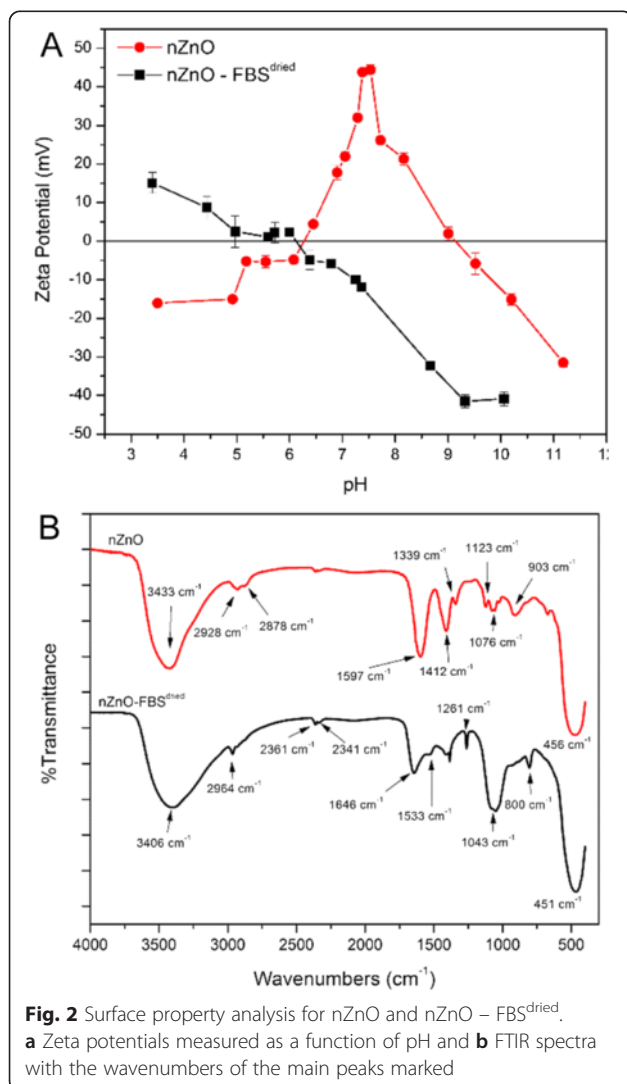 A
nZnO
nZnO - FBSdried
Zeta Potential (mV)
50
40
30
20
10
0
-10
-20
-30
-40
-50
3 4 5 6 7 8 9 10 11
pH
B
nZnO
3433 cm-1
2928 cm-1
2878 cm-1
1597 cm-1
1412 cm-1
1339 cm-1
1123 cm-1
1076 cm-1
903 cm-1
456 cm-1
nZnO-FBSdried
3406 cm-1
2964 cm-1
2361 cm-1
2341 cm-1
1646 cm-1
1533 cm-1
1261 cm-1
1043 cm-1
800 cm-1
451 cm-1
%Transmittance
4000 3500 3000 2500 2000 1500 1000 500
Wavenumbers (cm-1)
Fig. 2 Surface property analysis for nZnO and nZnO – FBSdried.
a Zeta potentials measured as a function of pH and b FTIR spectra
with the wavenumbers of the main peaks marked